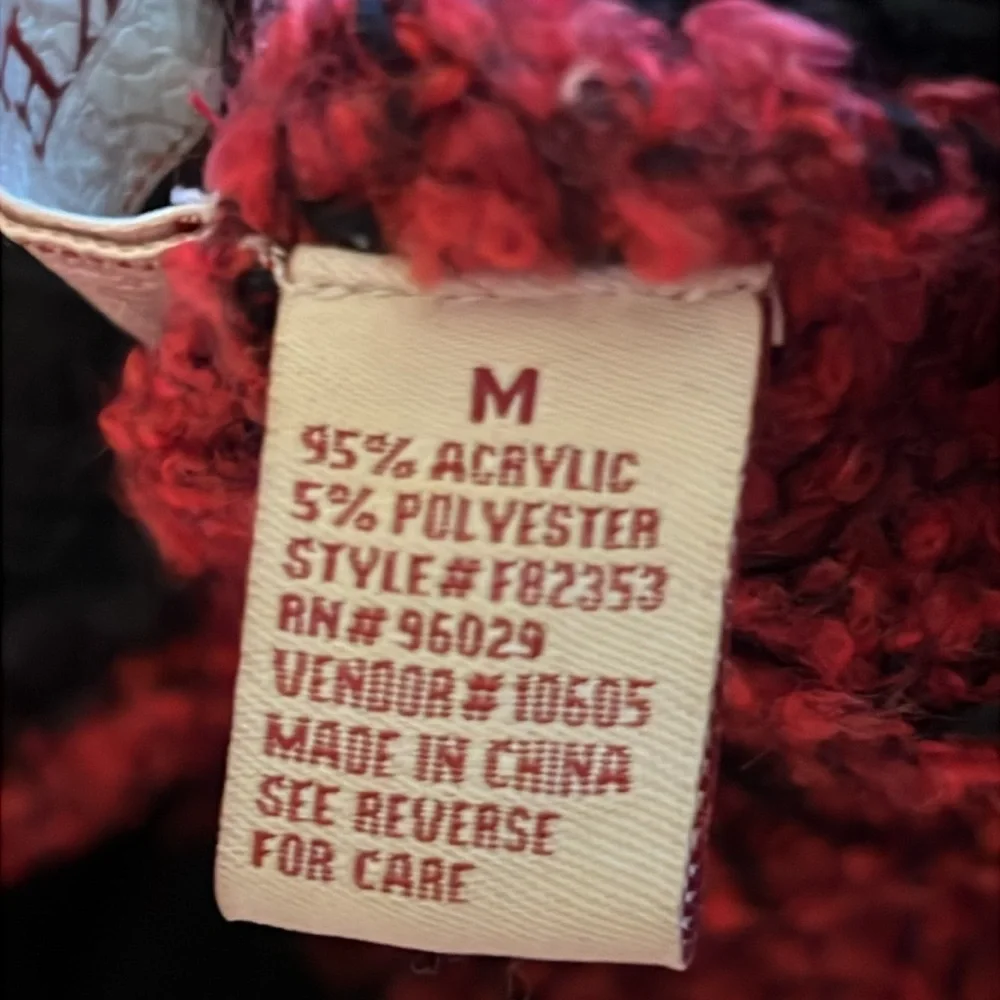 M
95% ACRYLIC
5% POLYESTER
STYLE# F82353
RN# 96029
VENDOR# 10605
MADE IN CHINA
SEE REVERSE
FOR CARE